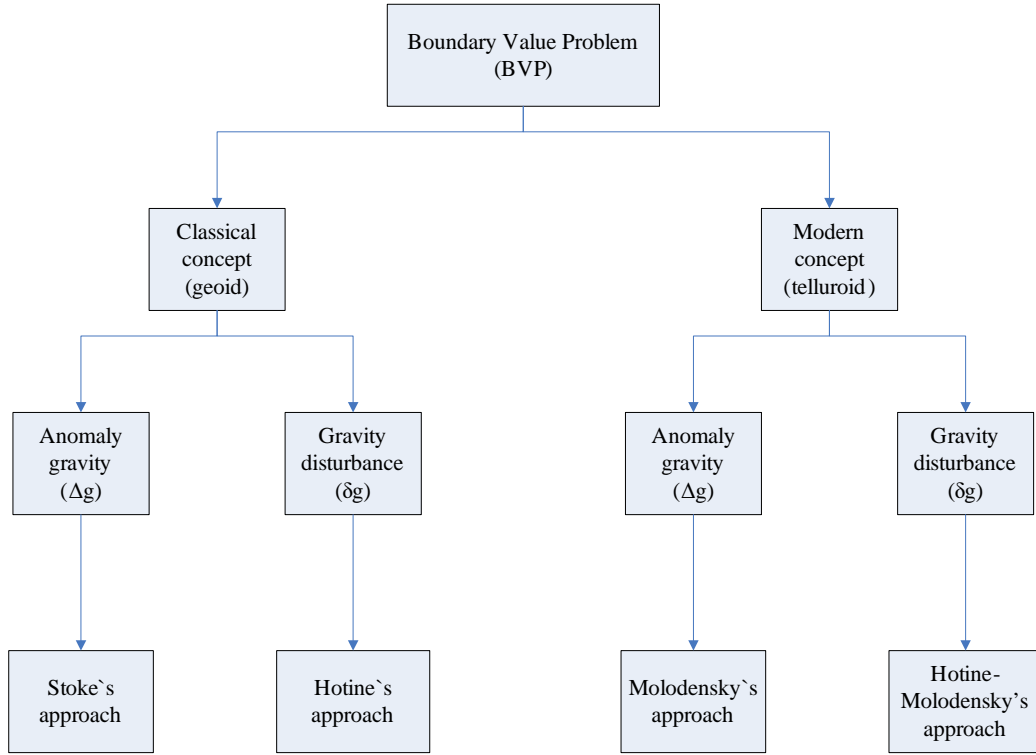 Boundary Value Problem
(BVP)
Classical
concept
(geoid)
Modern
concept
(telluroid)
Anomaly
gravity
(Δg)
Gravity
disturbance
(δg)
Anomaly
gravity
(Δg)
Gravity
disturbance
(δg)
Stoke`s
approach
Hotine`s
approach
Molodensky`s
approach
Hotine-
Molodensky’s
approach